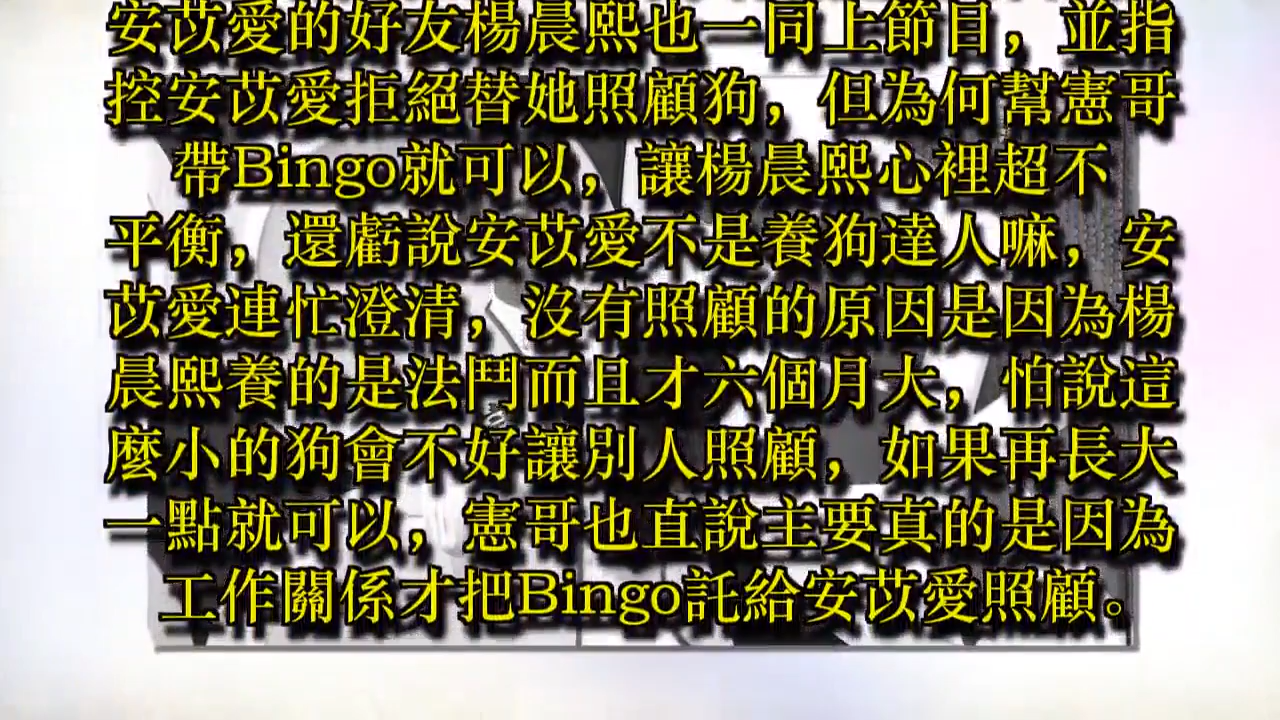 安苡愛的好友楊晨熙也一同上節目，並指
控安苡愛拒絕替她照顧狗，但為何幫憲哥
帶Bingo就可以，讓楊晨熙心裡超不
平衡，還虧說安苡愛不是養狗達人嘛，安
苡愛連忙澄清，沒有照顧的原因是因為楊
晨熙養的是法鬥而且才六個月大，怕說這
麼小的狗會不好讓別人照顧，如果再長大
一點就可以，憲哥也直說主要真的是因為
工作關係才把Bingo託給安苡愛照顧。